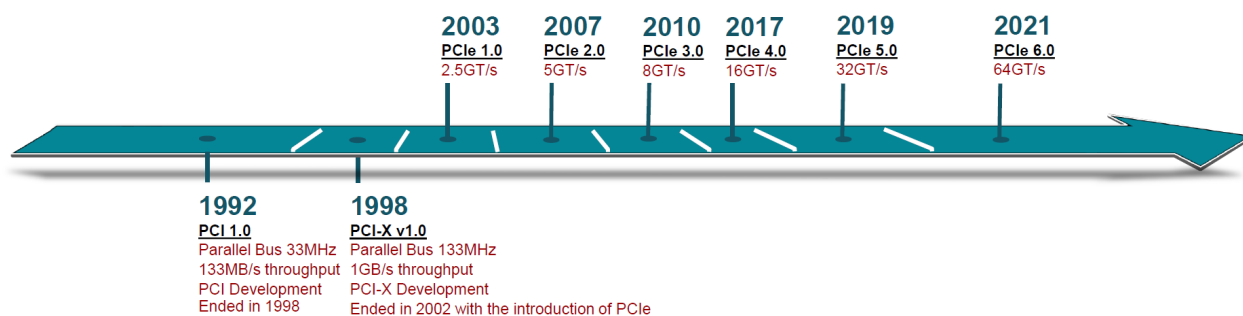 2003
PCIe 1.0
2.5GT/s
2007
PCIe 2.0
5GT/s
2010
PCIe 3.0
8GT/s
2017
PCIe 4.0
16GT/s
2019
PCIe 5.0
32GT/s
2021
PCIe 6.0
64GT/s
1992
PCI 1.0
Parallel Bus 33MHz
133MB/s throughput
PCI Development
Ended in 1998
1998
PCI-X v1.0
Parallel Bus 133MHz
1GB/s throughput
PCI-X Development
Ended in 2002 with the introduction of PCIe